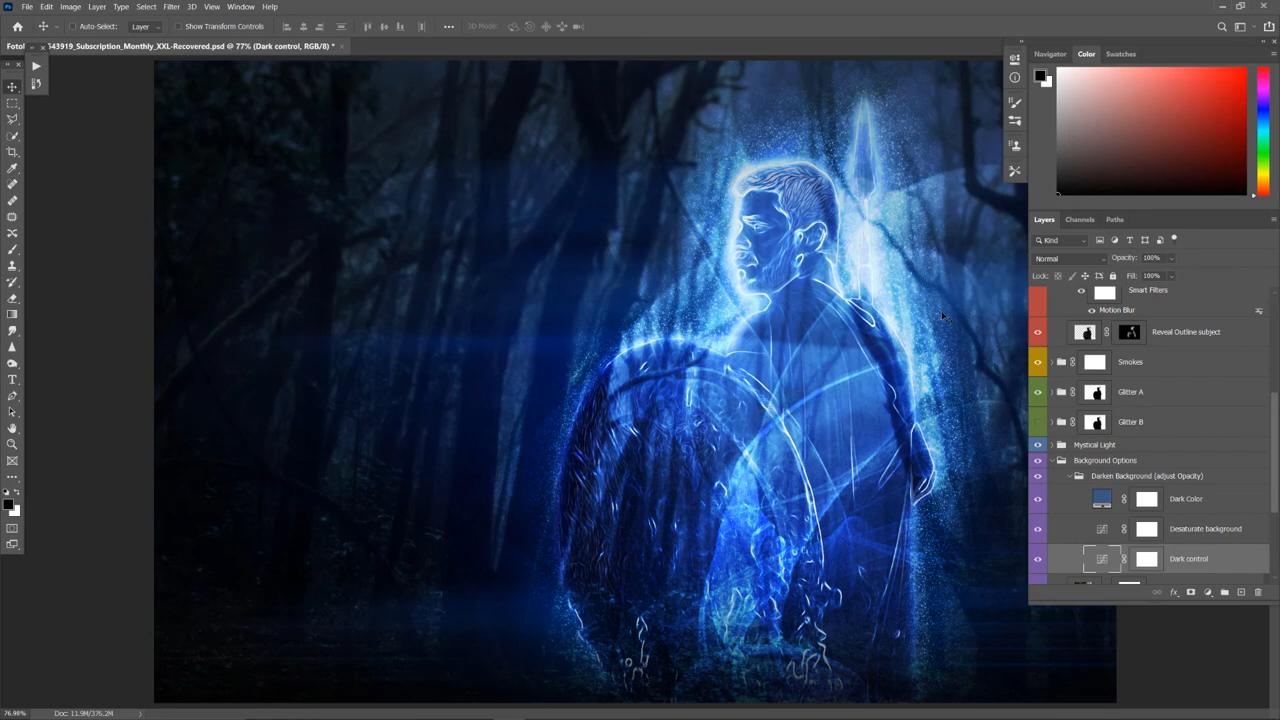 File Edit Image Layer Type Select Filter 3D View Window Help
Auto-Select: Layer Show Transform Controls 3D Mode:
543919_Subscription_Monthly_XXL-Recovered.psd @ 77% (Dark control, RGB/8) *
Navigator Color Swatches
Layers Channels Paths
Kind
Normal Opacity: 100%
Lock: Fill: 100%
Smart Filters
Motion Blur
Reveal Outline subject
Smokes
Glitter A
Glitter B
Mystical Light
Background Options
Darken Background (adjust Opacity)
Dark Color
Desaturate background
Dark control
fx
76.98% Doc: 11.9M/375.2M